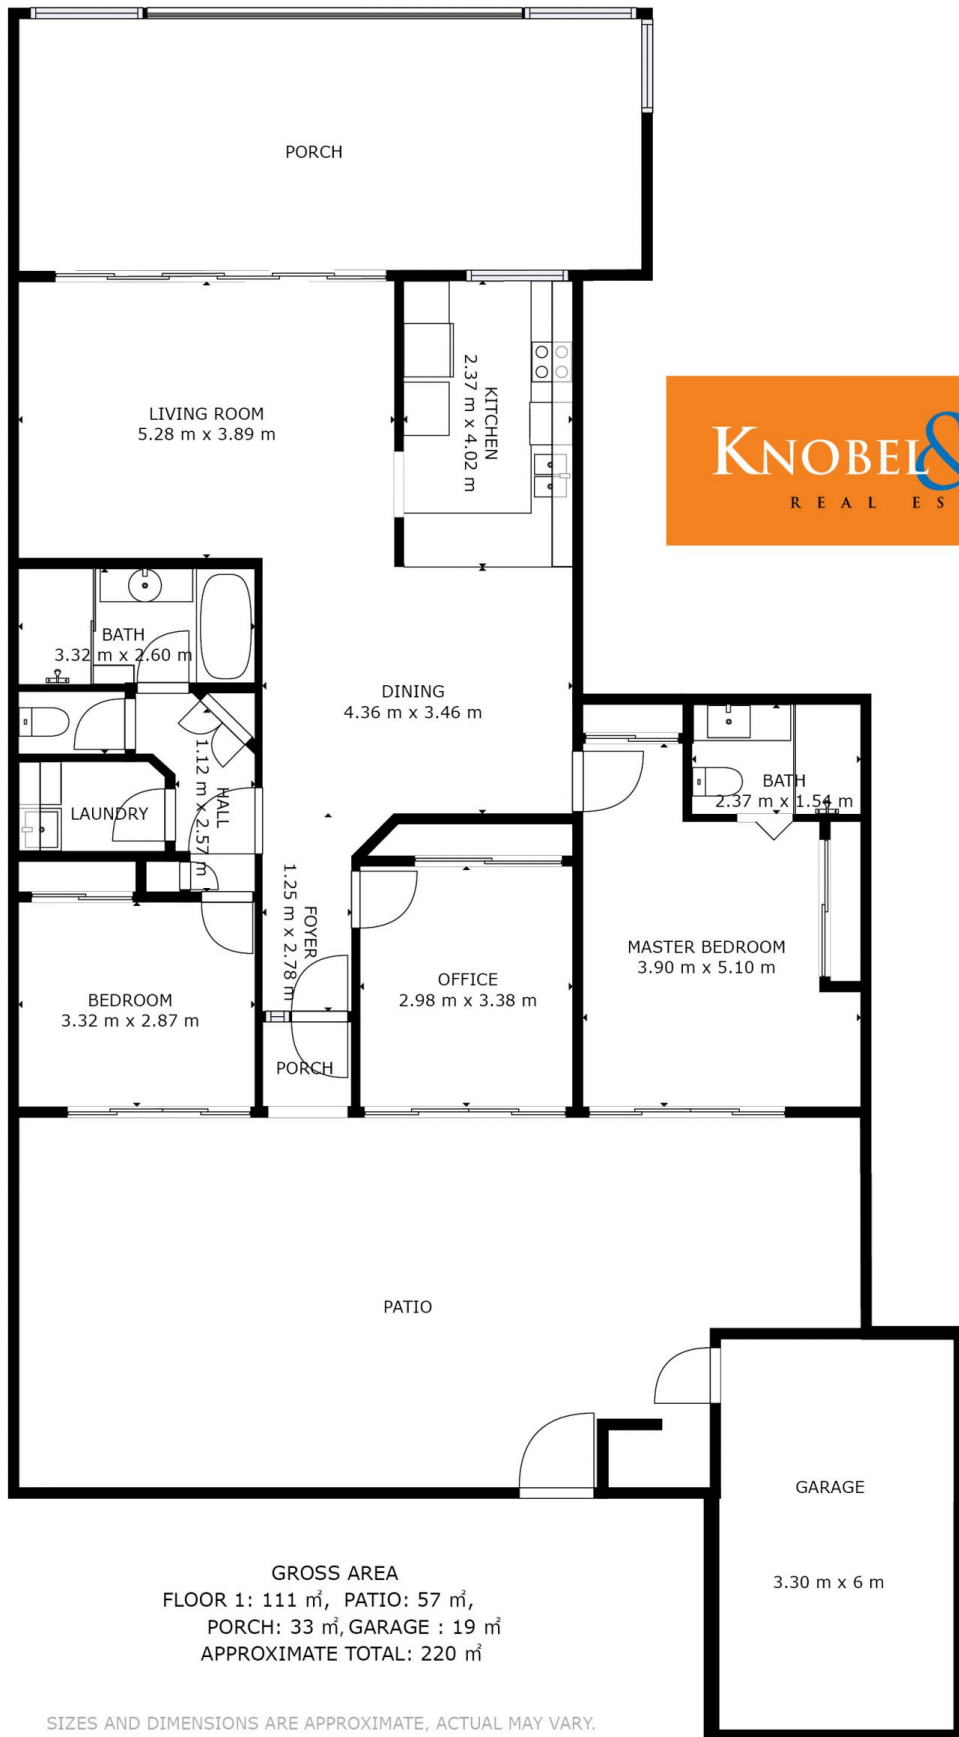 PORCH
LIVING ROOM
5.28 m x 3.89 m
KITCHEN
2.37 m x 4.02 m
KNOBEL&
REAL ES
BATH
3.32 m x 2.60 m
DINING
4.36 m x 3.46 m
HALL
1.12 m x 2.57 m
LAUNDRY
BATH
2.37 m x 1.54 m
FOYER
1.25 m x 2.78 m
MASTER BEDROOM
3.90 m x 5.10 m
OFFICE
2.98 m x 3.38 m
BEDROOM
3.32 m x 2.87 m
PORCH
PATIO
GARAGE
3.30 m x 6 m
GROSS AREA
FLOOR 1: 111 ㎡, PATIO: 57 ㎡,
PORCH: 33 ㎡, GARAGE : 19 ㎡
APPROXIMATE TOTAL: 220 ㎡
SIZES AND DIMENSIONS ARE APPROXIMATE, ACTUAL MAY VARY.